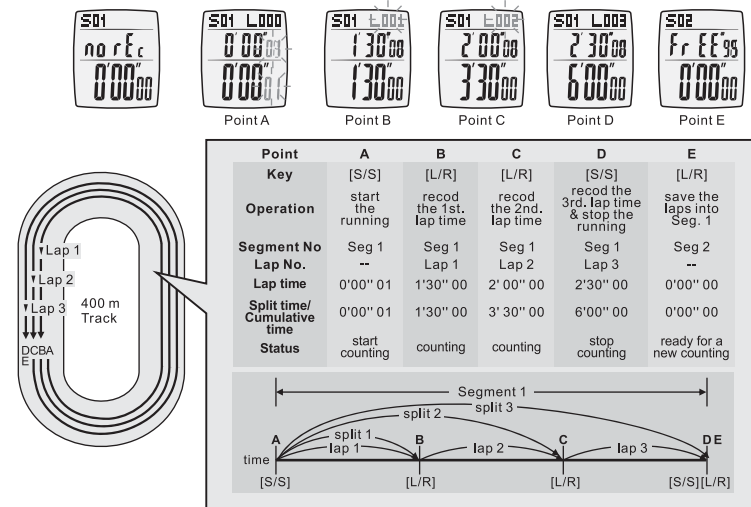 S01
no rEc
0'00"00
S01 L000
0'00"01
0'00"01
Point A
S01 L001
1'30"00
1'30"00
Point B
S01 L002
2'00"00
3'30"00
Point C
S01 L003
2'30"00
6'00"00
Point D
S02
FrEE"95
0'00"00
Point E
Point A B C D E
Key [S/S] [L/R] [L/R] [S/S] [L/R]
Operation
start
the
running
recod
the 1st.
lap time
recod
the 2nd.
lap time
recod the
3rd. lap time
& stop the
running
save the
laps into
Seg. 1
Segment No Seg 1 Seg 1 Seg 1 Seg 1 Seg 2
Lap No. -- Lap 1 Lap 2 Lap 3 --
Lap time 0'00'' 01 1'30'' 00 2' 00'' 00 2'30'' 00 0'00'' 00
Split time/
Cumulative
time
0'00'' 01 1'30'' 00 3' 30'' 00 6'00'' 00 0'00'' 00
Status
start
counting
counting
counting
stop
counting
ready for a
new counting
Lap 1
Lap 2
Lap 3
400 m
Track
DCBA
E
Segment 1
split 3
split 2
split 1
A B C D E
lap 1 lap 2 lap 3
time
[S/S] [L/R] [L/R] [S/S][L/R]